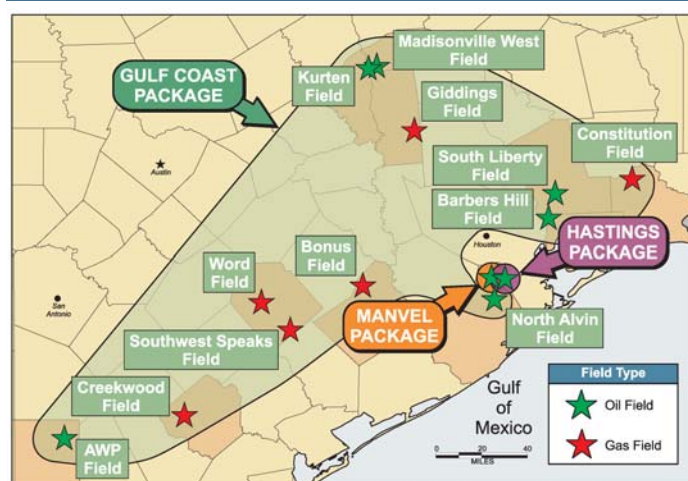 Madisonville West
Field
Kurten
Field
GULF COAST
PACKAGE
Giddings
Field
Constitution
Field
South Liberty
Field
Barbers Hill
Field
Austin
Houston
HASTINGS
PACKAGE
Bonus
Field
Word
Field
San
Antonio
MANVEL
PACKAGE
North Alvin
Field
Southwest Speaks
Field
Creekwood
Field
AWP
Field
Gulf
of
Mexico
0
20
40
MILES
Field Type
Oil Field
Gas Field